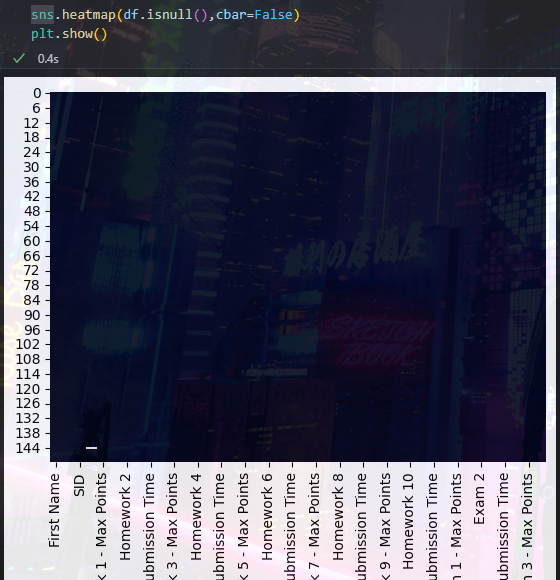 sns.heatmap(df.isnull(),cbar=False)
plt.show()
0.4s
0
6
12
18
24
30
36
42
48
54
60
66
72
78
84
90
96
102
108
114
120
126
132
138
144
First Name
SID
k 1 - Max Points
Homework 2
ubmission Time
k 3 - Max Points
Homework 4
ubmission Time
k 5 - Max Points
Homework 6
ubmission Time
k 7 - Max Points
Homework 8
ubmission Time
k 9 - Max Points
Homework 10
ubmission Time
n 1 - Max Points
Exam 2
ubmission Time
n 3 - Max Points
の居酒屋